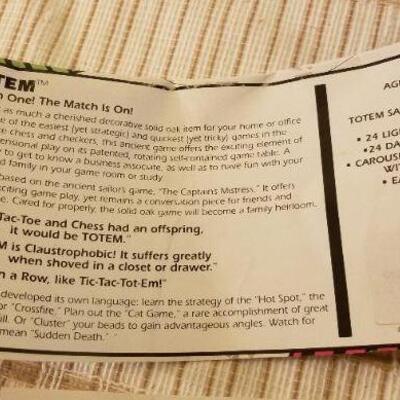 TEM™
One! The Match Is On!
as much a cherished decorative solid oak item for your home or office
of the easiest (yet strategic) and quickest (yet tricky) games in the
chess and checkers, this ancient game offers the exciting element of
ensional play on its patented, rotating self-contained game table. A
to get to know a business associate, as well as to have fun with your
d family in your game room or study.
based on the ancient sailors game, "The Captain's Mistress." It offers
citing game play, yet remains a conversation piece for friends and
e. Cared for properly, the solid oak game will become a family heirloom.
Tac-Toe and Chess had an offspring,
it would be TOTEM."
M is Claustrophobic! It suffers greatly
when shoved in a closet or drawer."
n a Row, like Tic-Tac-Tot-Em!"
developed its own language: learn the strategy of the "Hot Spot," the
or "Crossfire." Plan out the "Cat Game," a rare accomplishment of great
ill. Or "Cluster" your beads to gain advantageous angles. Watch for
mean "Sudden Death."
AG
TOTEM SA
• 24 LIG
• 24 DA
• CAROUS
WIT
• EA